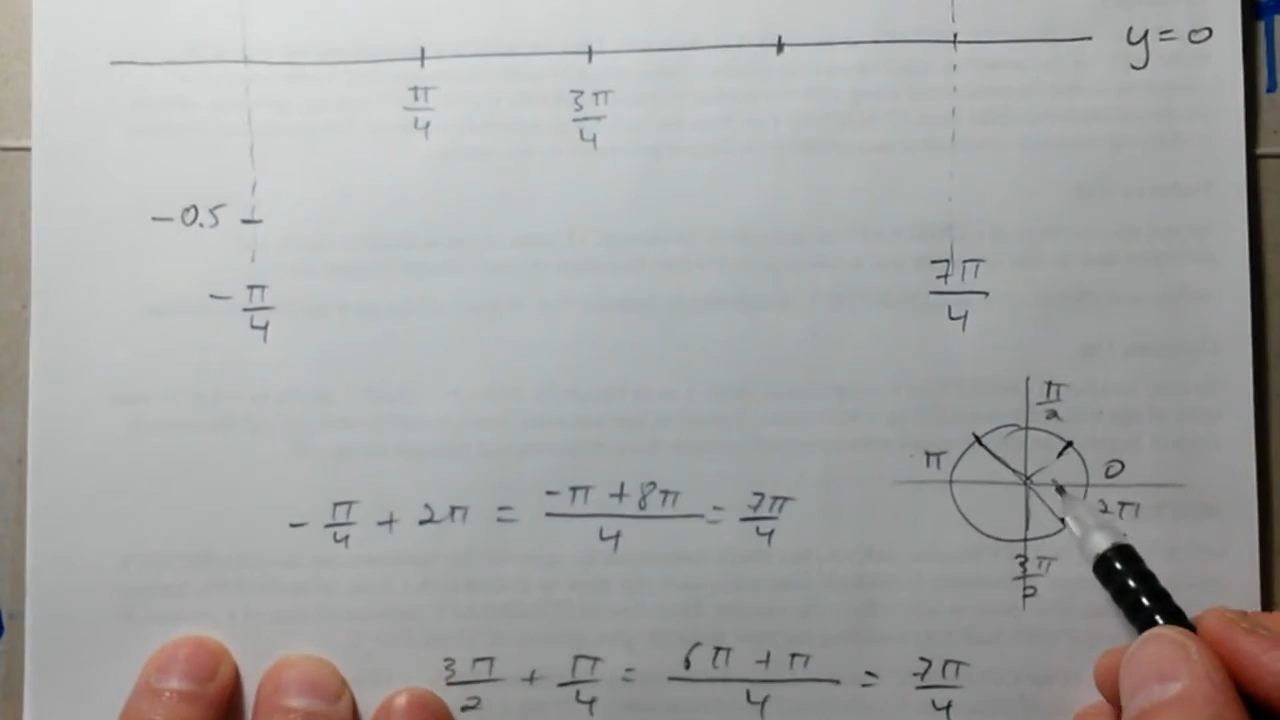 y=0
π/4 3π/4
-0.5
-π/4
7π/4
π/2
π 0
2π
-π/4 + 2π = (-π+8π)/4 = 7π/4
3π/2
3π/2 + π/4 = (6π+π)/4 = 7π/4